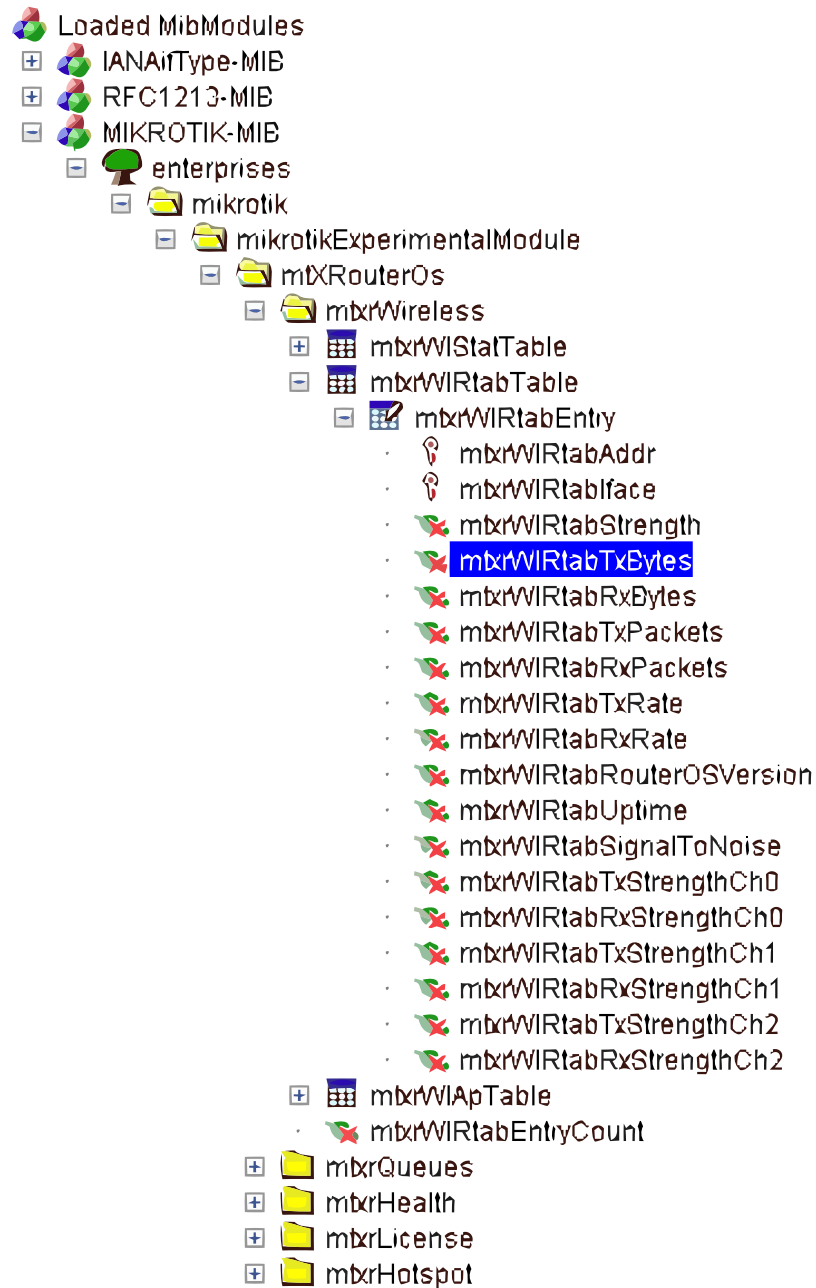 Loaded MibModules
IANAifType-MIB
RFC1213-MIB
MIKROTIK-MIB
enterprises
mikrotik
mikrotikExperimentalModule
mtXRouterOs
mtxrWireless
mtxrWlStatTable
mtxrWlRtabTable
mtxrWlRtabEntry
mtxrWlRtabAddr
mtxrWlRtabIface
mtxrWlRtabStrength
mtxrWlRtabTxBytes
mtxrWlRtabRxBytes
mtxrWlRtabTxPackets
mtxrWlRtabRxPackets
mtxrWlRtabTxRate
mtxrWlRtabRxRate
mtxrWlRtabRouterOSVersion
mtxrWlRtabUptime
mtxrWlRtabSignalToNoise
mtxrWlRtabTxStrengthCh0
mtxrWlRtabRxStrengthCh0
mtxrWlRtabTxStrengthCh1
mtxrWlRtabRxStrengthCh1
mtxrWlRtabTxStrengthCh2
mtxrWlRtabRxStrengthCh2
mtxrWlApTable
mtxrWlRtabEntryCount
mtxrQueues
mtxrHealth
mtxrLicense
mtxrHotspot